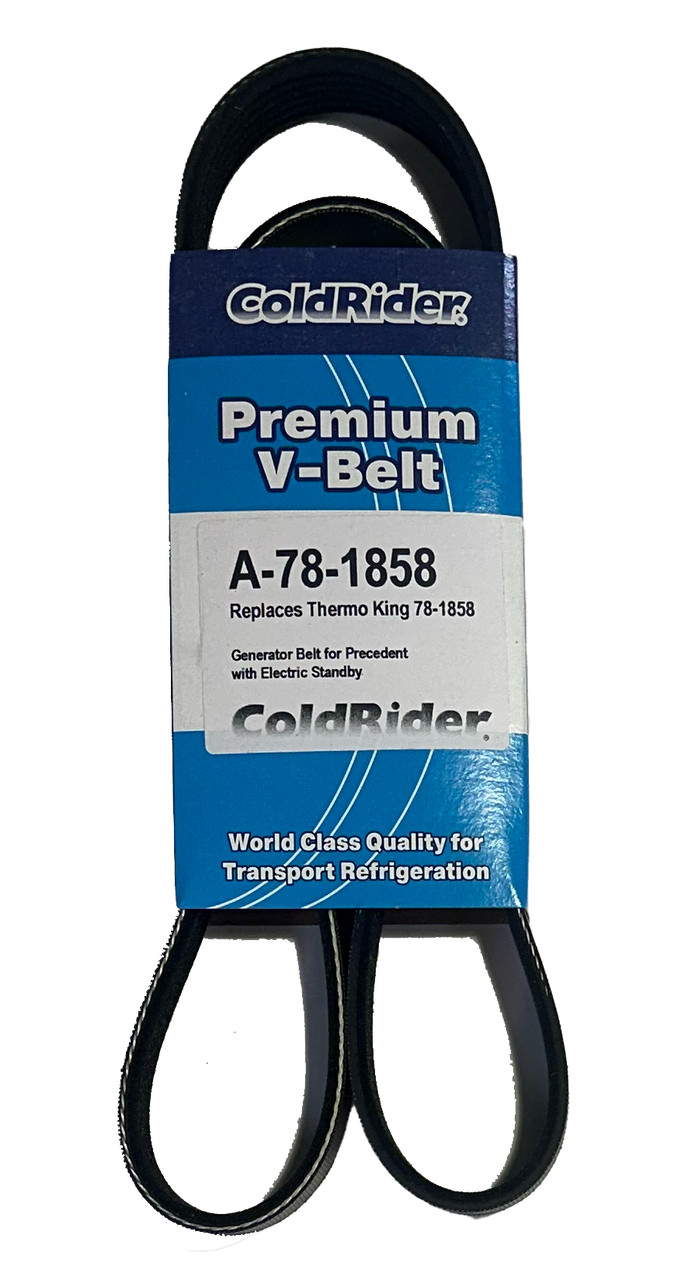 ColdRider®
Premium
V-Belt
A-78-1858
Replaces Thermo King 78-1858
Generator Belt for Precedent
with Electric Standby
ColdRider®
World Class Quality for
Transport Refrigeration